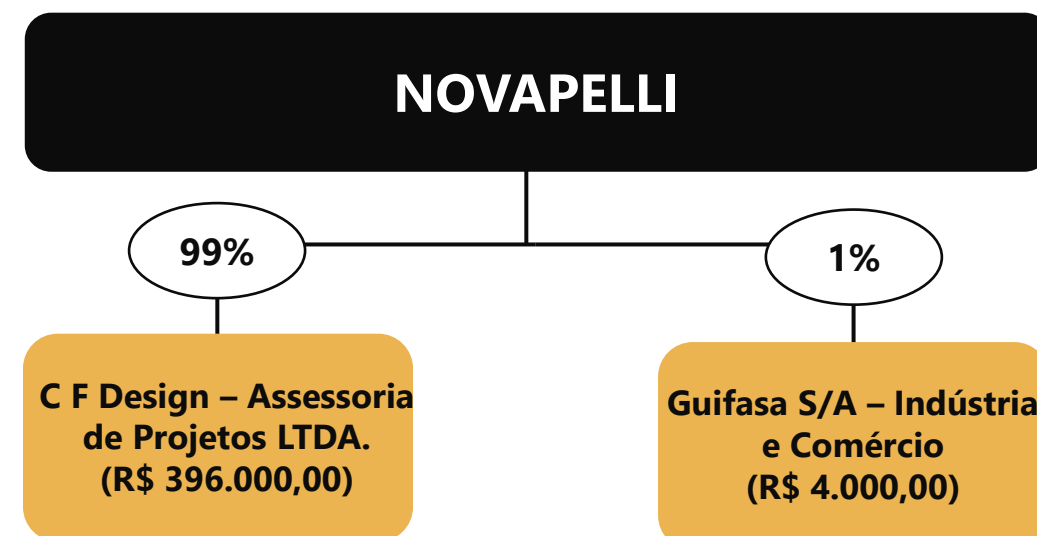 NOVAPELLI
99%
1%
C F Design – Assessoria
de Projetos LTDA.
(R$ 396.000,00)
Guifasa S/A – Indústria
e Comércio
(R$ 4.000,00)